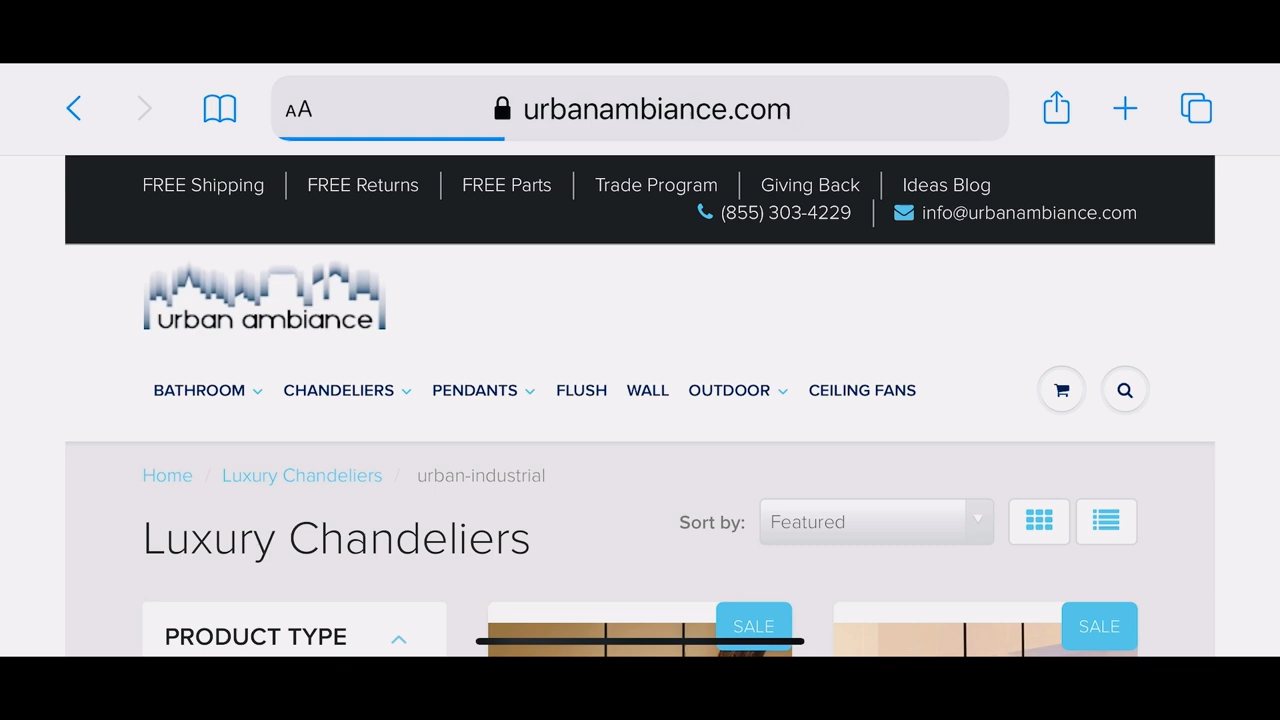 AA urbanambiance.com
FREE Shipping FREE Returns FREE Parts Trade Program Giving Back Ideas Blog
(855) 303-4229 info@urbanambiance.com
urban ambiance
BATHROOM CHANDELIERS PENDANTS FLUSH WALL OUTDOOR CEILING FANS
Home / Luxury Chandeliers / urban-industrial
Luxury Chandeliers
Sort by: Featured
PRODUCT TYPE
SALE
SALE